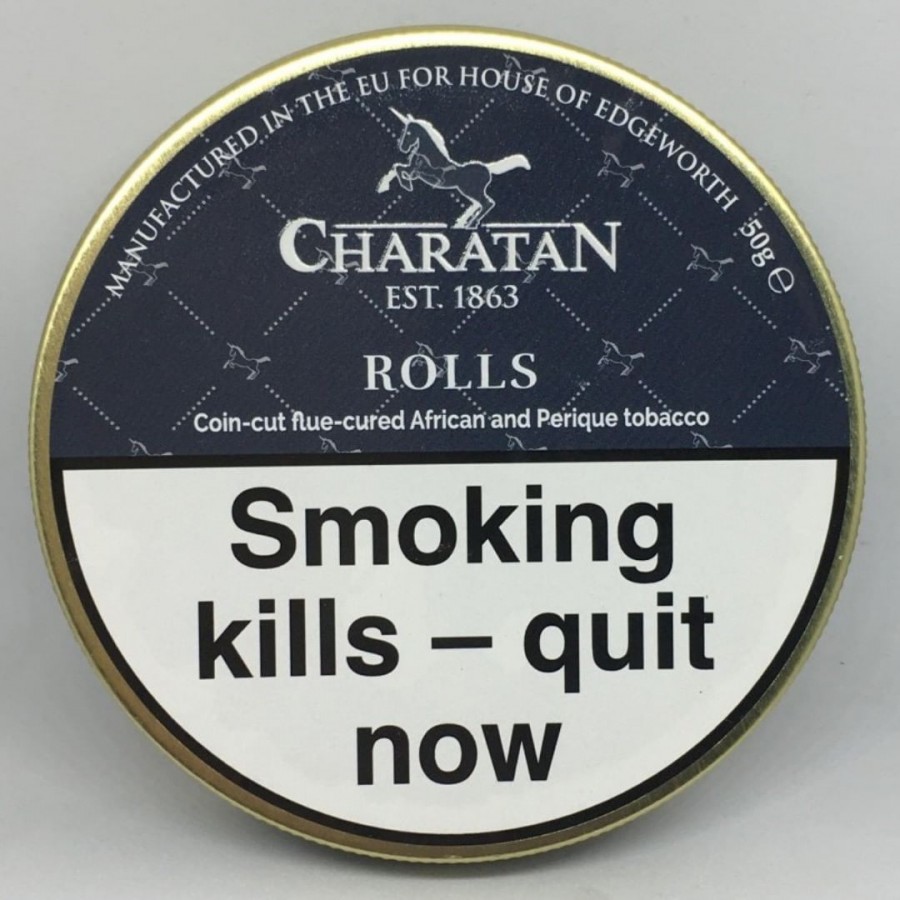 MANUFACTURED IN THE EU FOR HOUSE OF EDGEWORTH 50g ℮
CHARATAN
EST. 1863
ROLLS
Coin-cut flue-cured African and Perique tobacco
Smoking
kills – quit
now